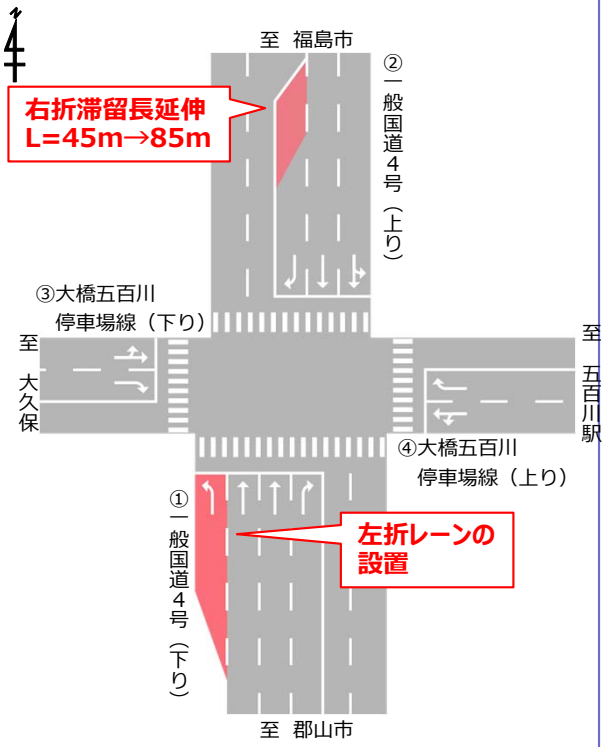 至 福島市
右折滞留長延伸
L=45m→85m
②一般国道4号(上り)
③大橋五百川
停車場線(下り)
至 大久保
至 五百川駅
④大橋五百川
停車場線(上り)
①一般国道4号(下り)
左折レーンの
設置
至 郡山市